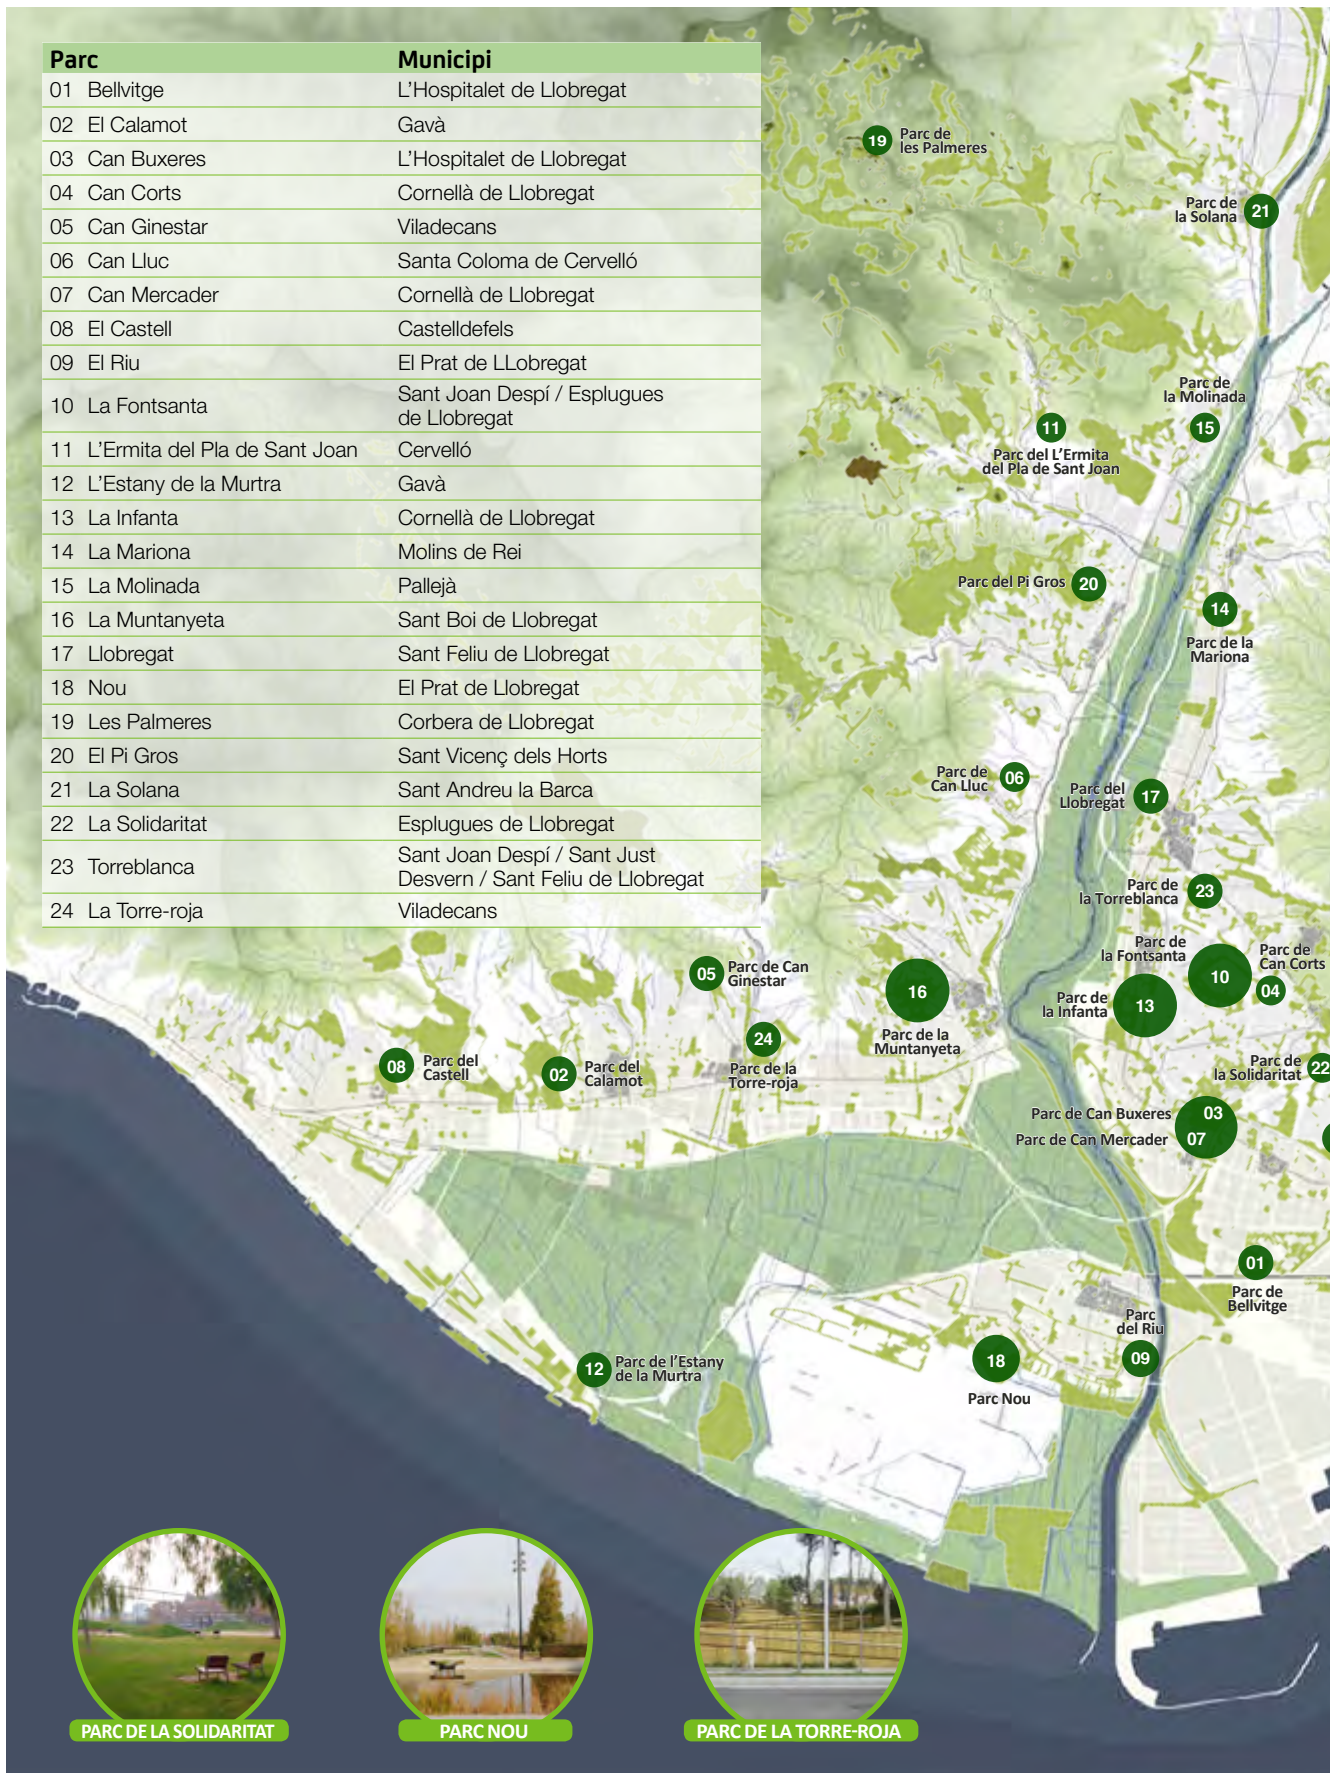 Parc Municipi
01 Bellvitge L'Hospitalet de Llobregat
02 El Calamot Gavà
03 Can Buxeres L'Hospitalet de Llobregat
04 Can Corts Cornellà de Llobregat
05 Can Ginestar Viladecans
06 Can Lluc Santa Coloma de Cervelló
07 Can Mercader Cornellà de Llobregat
08 El Castell Castelldefels
09 El Riu El Prat de LLobregat
10 La Fontsanta Sant Joan Despí / Esplugues
de Llobregat
11 L'Ermita del Pla de Sant Joan Cervelló
12 L'Estany de la Murtra Gavà
13 La Infanta Cornellà de Llobregat
14 La Mariona Molins de Rei
15 La Molinada Pallejà
16 La Muntanyeta Sant Boi de Llobregat
17 Llobregat Sant Feliu de Llobregat
18 Nou El Prat de Llobregat
19 Les Palmeres Corbera de Llobregat
20 El Pi Gros Sant Vicenç dels Horts
21 La Solana Sant Andreu la Barca
22 La Solidaritat Esplugues de Llobregat
23 Torreblanca Sant Joan Despí / Sant Just
Desvern / Sant Feliu de Llobregat
24 La Torre-roja Viladecans
19
Parc de
les Palmeres
Parc de
la Solana
21
Parc de
la Molinada
15
11
Parc del L'Ermita
del Pla de Sant Joan
Parc del Pi Gros
20
14
Parc de la
Mariona
Parc de
Can Lluc
06
Parc del
Llobregat
17
Parc de
la Torreblanca
23
Parc de
la Fontsanta
10
Parc de
Can Corts
04
Parc de
la Infanta
13
05
Parc de Can
Ginestar
16
Parc de la
Muntanyeta
24
Parc de la
Torre-roja
08
Parc del
Castell
02
Parc del
Calamot
Parc de
la Solidaritat
22
Parc de Can Buxeres
03
Parc de Can Mercader
07
01
Parc de
Bellvitge
Parc
del Riu
09
18
Parc Nou
12
Parc de l'Estany
de la Murtra
PARC DE LA SOLIDARITAT
PARC NOU
PARC DE LA TORRE-ROJA